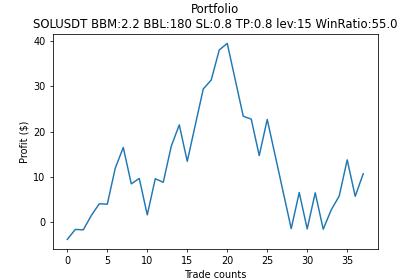 Portfolio
SOLUSDT BBM:2.2 BBL:180 SL:0.8 TP:0.8 lev:15 WinRatio:55.0
Profit ($)
40
30
20
10
0
0 5 10 15 20 25 30 35
Trade counts